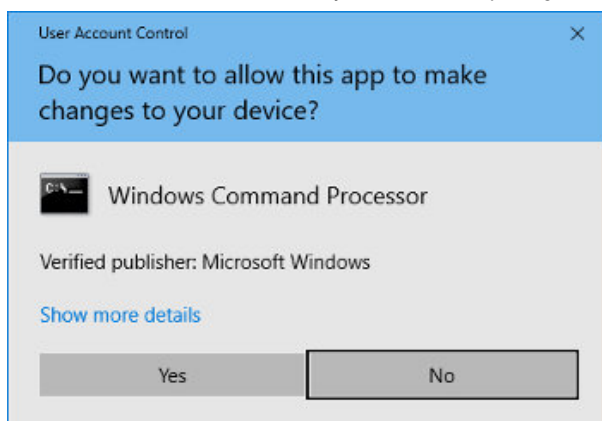 User Account Control
Do you want to allow this app to make
changes to your device?
C:\_
Windows Command Processor
Verified publisher: Microsoft Windows
Show more details
Yes
No